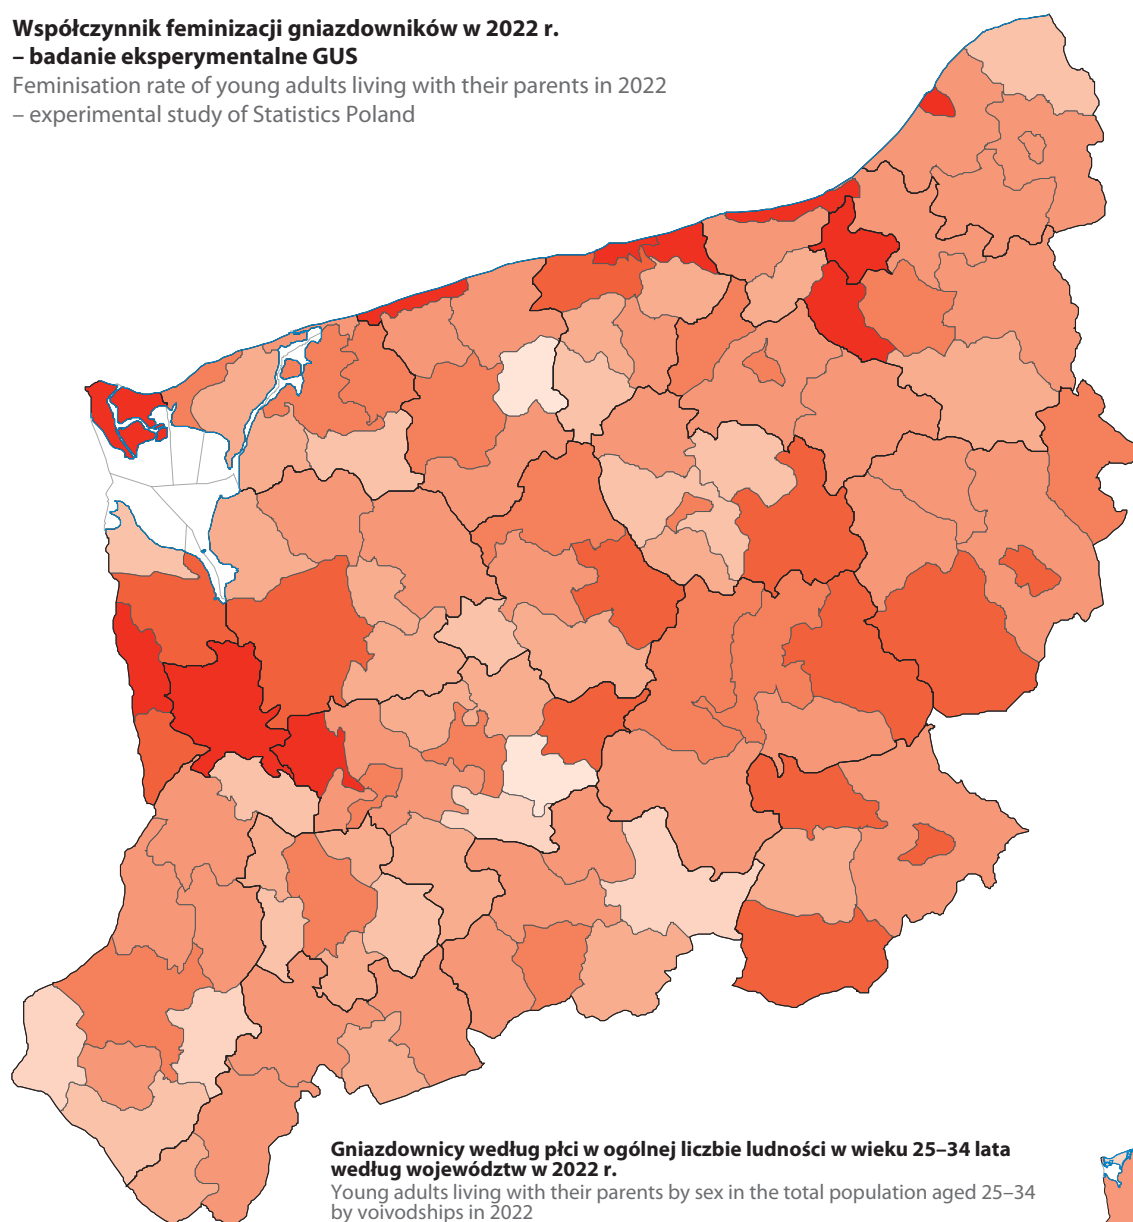 Współczynnik feminizacji gniazdowników w 2022 r.
– badanie eksperymentalne GUS
Feminisation rate of young adults living with their parents in 2022
– experimental study of Statistics Poland
Gniazdownicy według płci w ogólnej liczbie ludności w wieku 25–34 lata
według województw w 2022 r.
Young adults living with their parents by sex in the total population aged 25–34
by voivodships in 2022